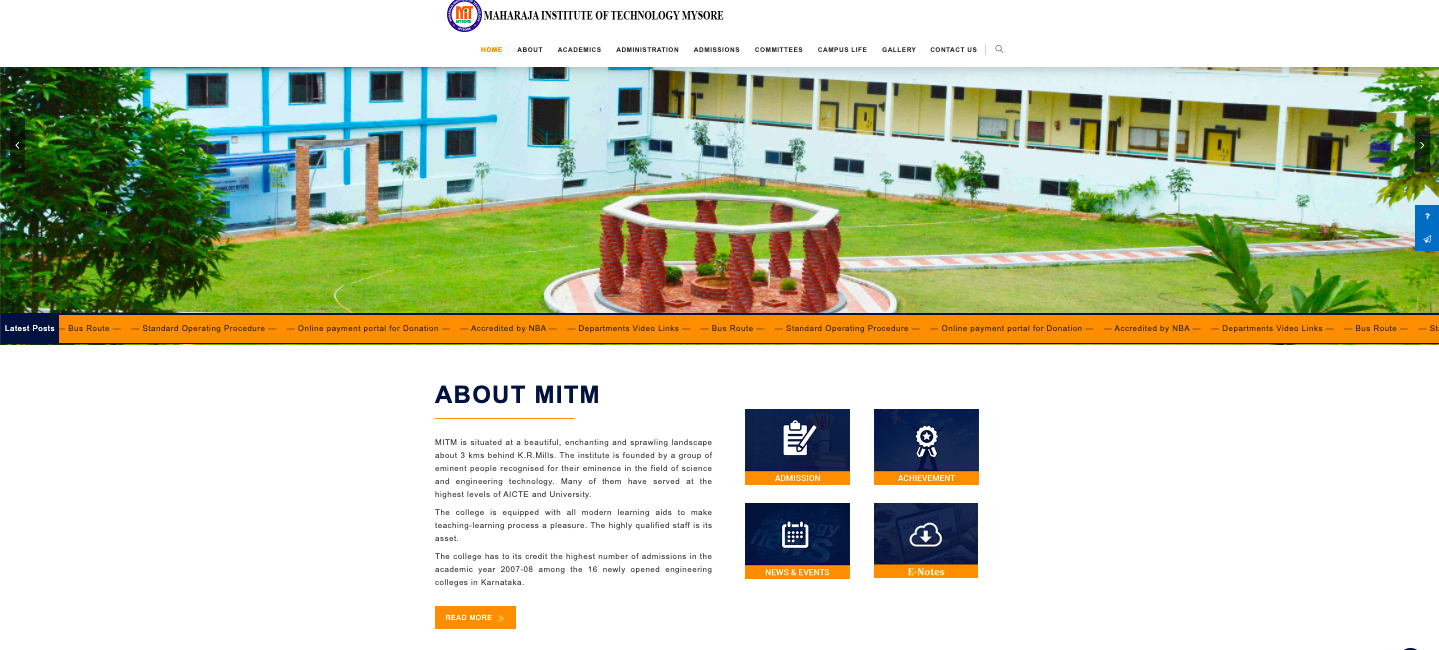 MIT
MYSORE
MAHARAJA INSTITUTE OF TECHNOLOGY MYSORE
HOME ABOUT ACADEMICS ADMINISTRATION ADMISSIONS COMMITTEES CAMPUS LIFE GALLERY CONTACT US
?
Latest Posts — Bus Route — — Standard Operating Procedure — — Online payment portal for Donation — — Accredited by NBA — — Departments Video Links — — Bus Route — — Standard Operating Procedure — — Online payment portal for Donation — — Accredited by NBA — — Departments Video Links — — Bus Route — — St
ABOUT MITM
MITM is situated at a beautiful, enchanting and sprawling landscape
about 3 kms behind K.R.Mills. The institute is founded by a group of
eminent people recognised for their eminence in the field of science
and engineering technology. Many of them have served at the
highest levels of AICTE and University.
The college is equipped with all modern learning aids to make
teaching-learning process a pleasure. The highly qualified staff is its
asset.
The college has to its credit the highest number of admissions in the
academic year 2007-08 among the 16 newly opened engineering
colleges in Karnataka.
READ MORE
ADMISSION
ACHIEVEMENT
NEWS & EVENTS
E-Notes